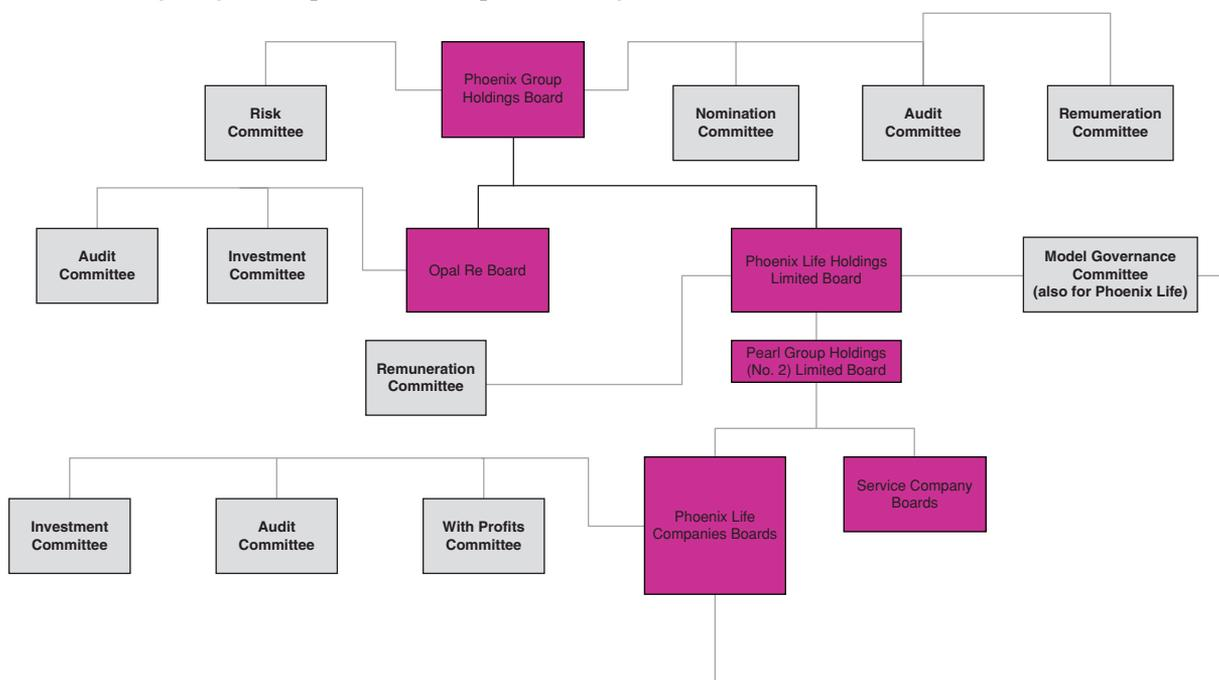 Phoenix Group
Holdings Board
Risk
Committee
Nomination
Committee
Audit
Committee
Remumeration
Committee
Audit
Committee
Investment
Committee
Opal Re Board
Phoenix Life Holdings
Limited Board
Model Governance
Committee
(also for Phoenix Life)
Remuneration
Committee
Pearl Group Holdings
(No. 2) Limited Board
Investment
Committee
Audit
Committee
With Profits
Committee
Phoenix Life
Companies Boards
Service Company
Boards